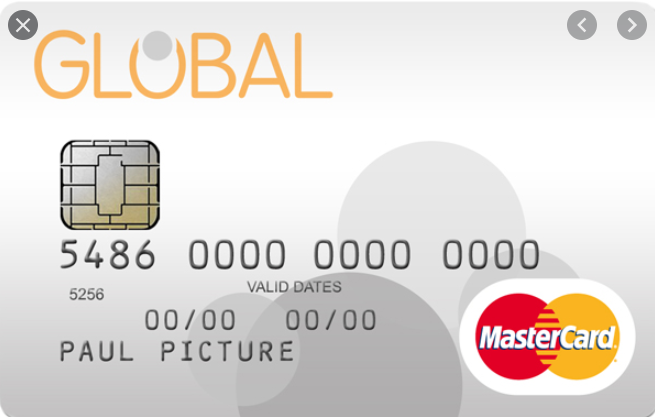 GLOBAL
5486 0000 0000 0000
5256
VALID DATES
00/00 00/00
PAUL PICTURE
MasterCard